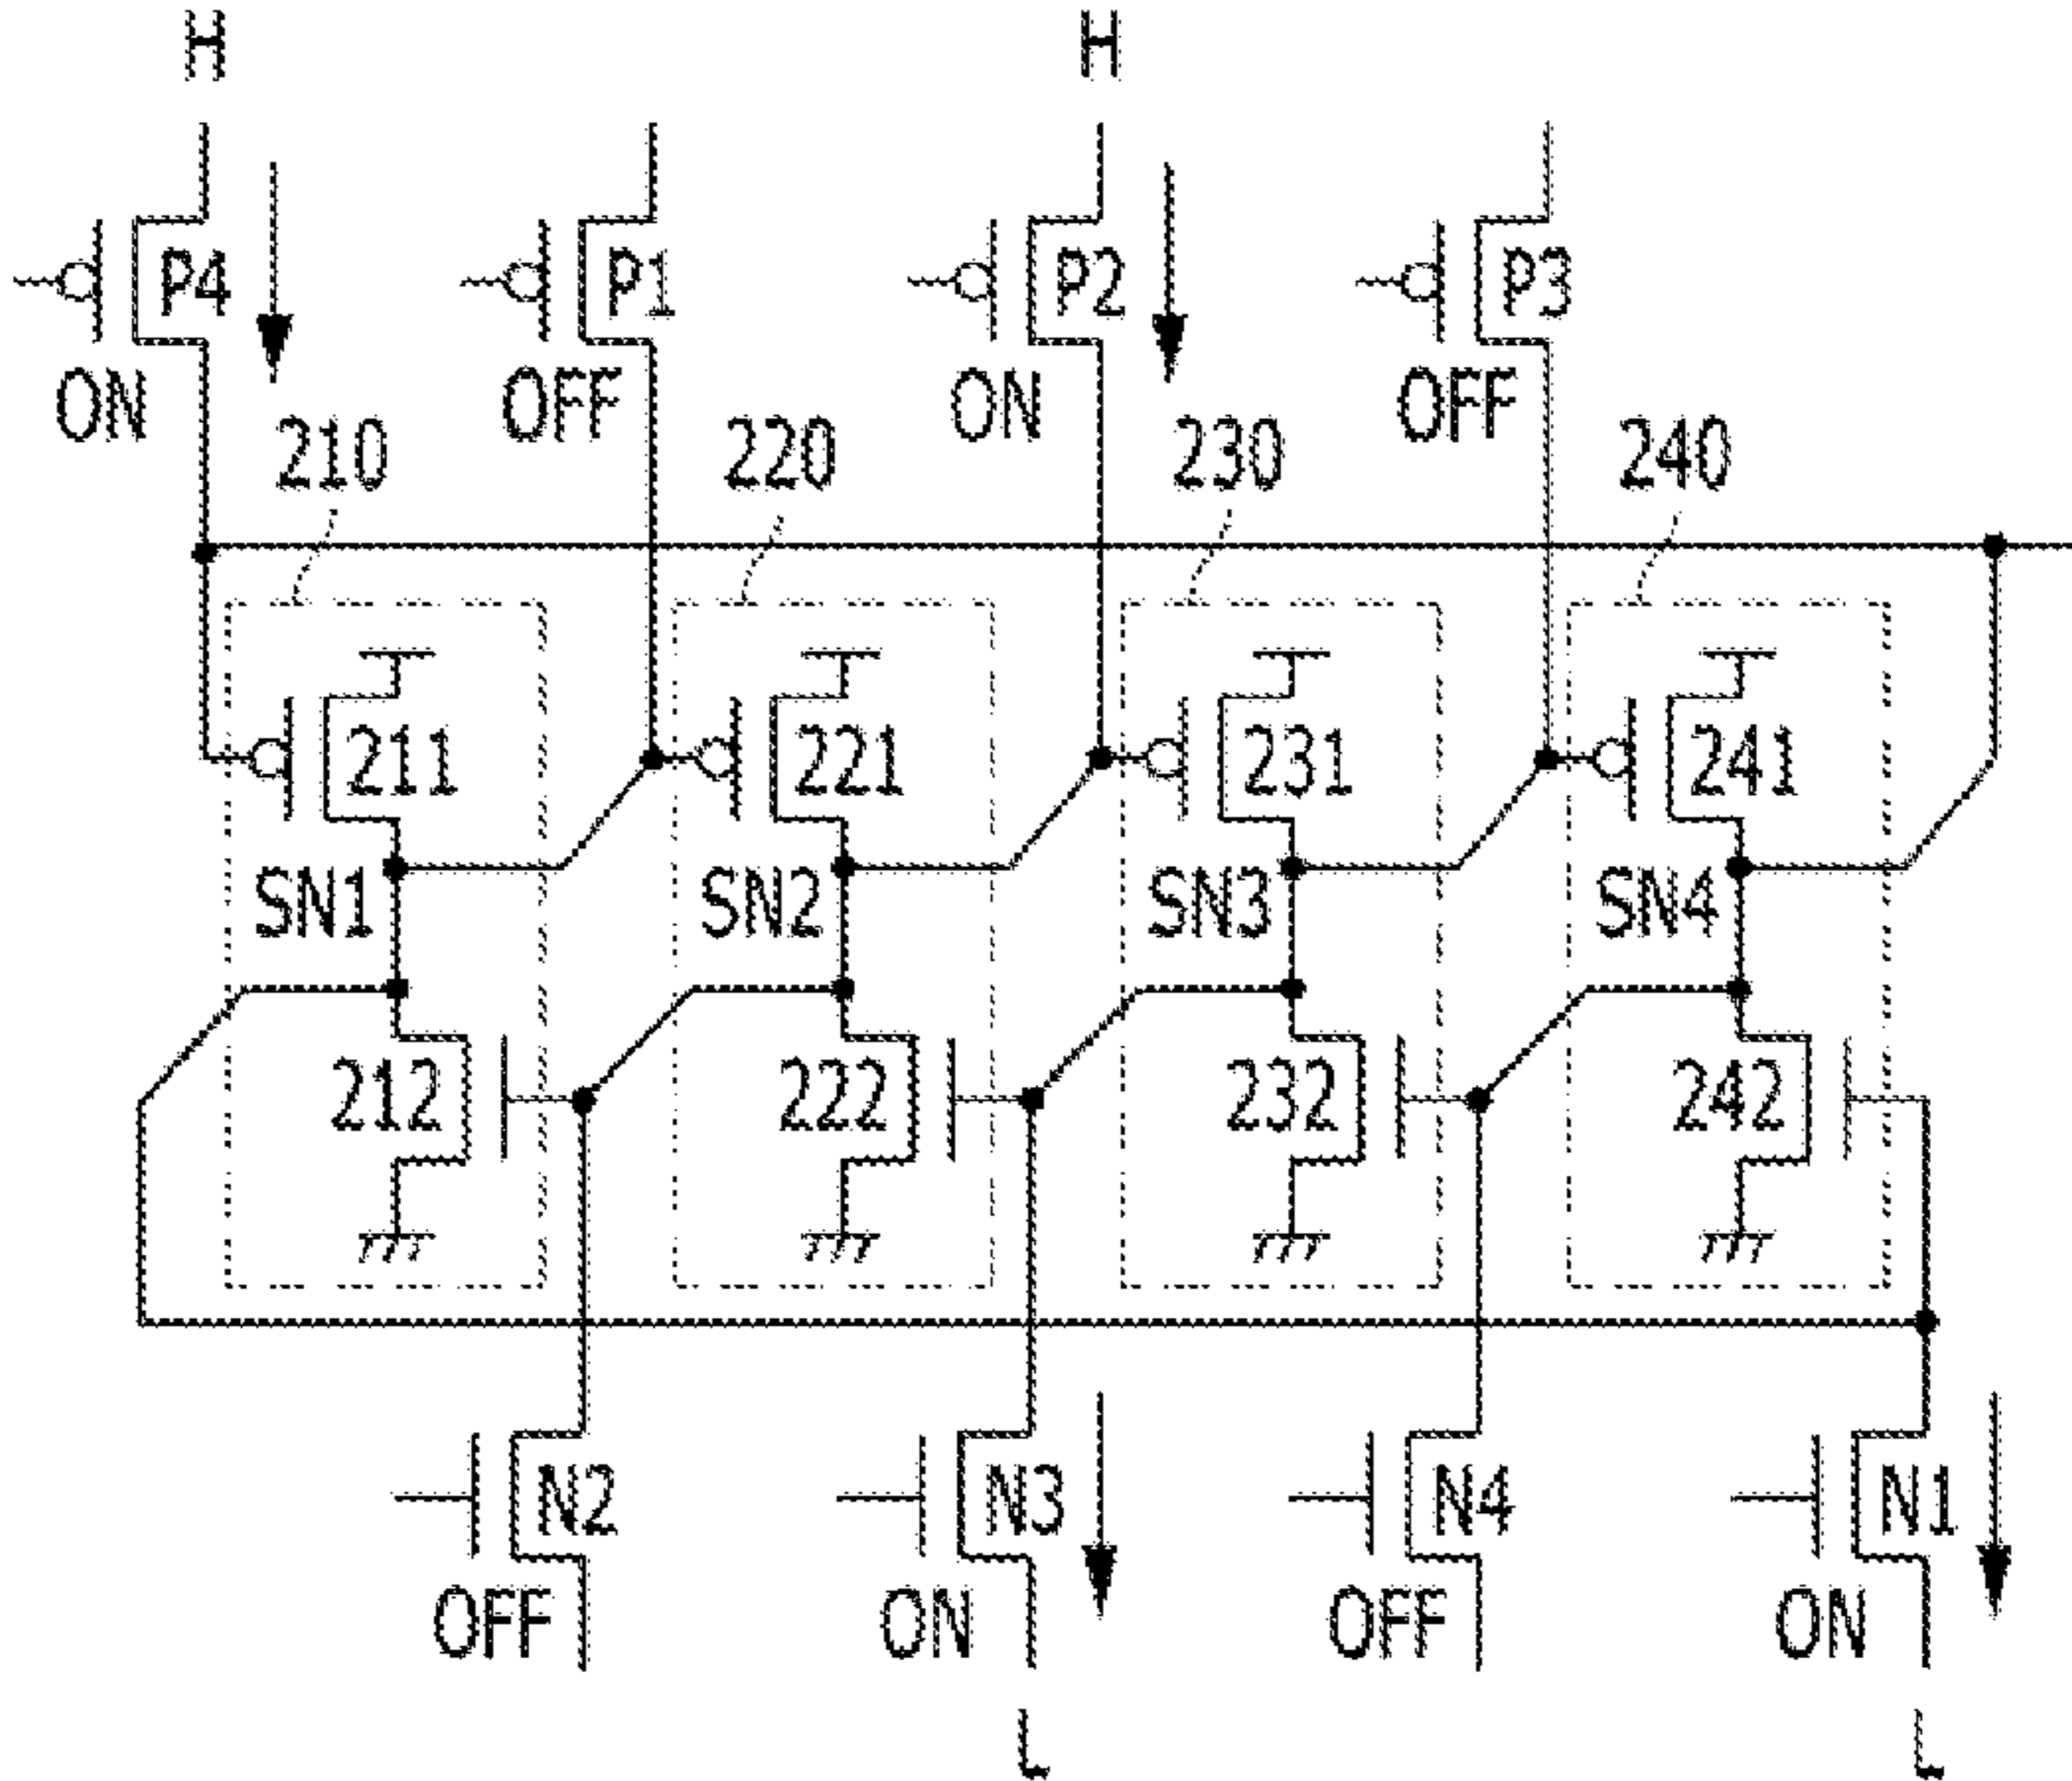 H H
P4 P1 P2 P3
ON OFF ON OFF
210 220 230 240
211 221 231 241
SN1 SN2 SN3 SN4
212 222 232 242
N2 N3 N4 N1
OFF ON OFF ON
L L